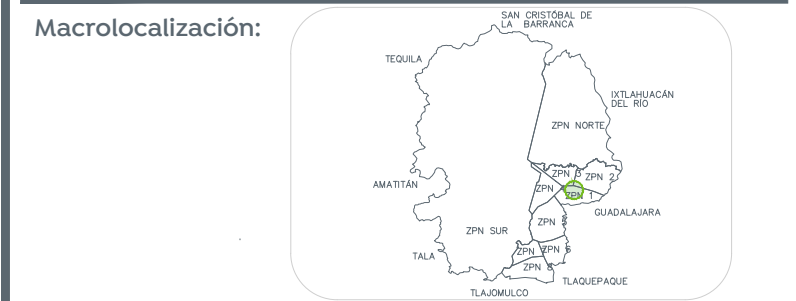 Macrolocalización:
SAN CRISTÓBAL DE
LA BARRANCA
TEQUILA
IXTLAHUACÁN
DEL RÍO
ZPN NORTE
ZPN 3
ZPN 2
AMATITÁN
ZPN
ZPN 1
GUADALAJARA
ZPN
ZPN SUR
ZPN
ZPN 6
TALA
ZPN
TLAQUEPAQUE
TLAJOMULCO